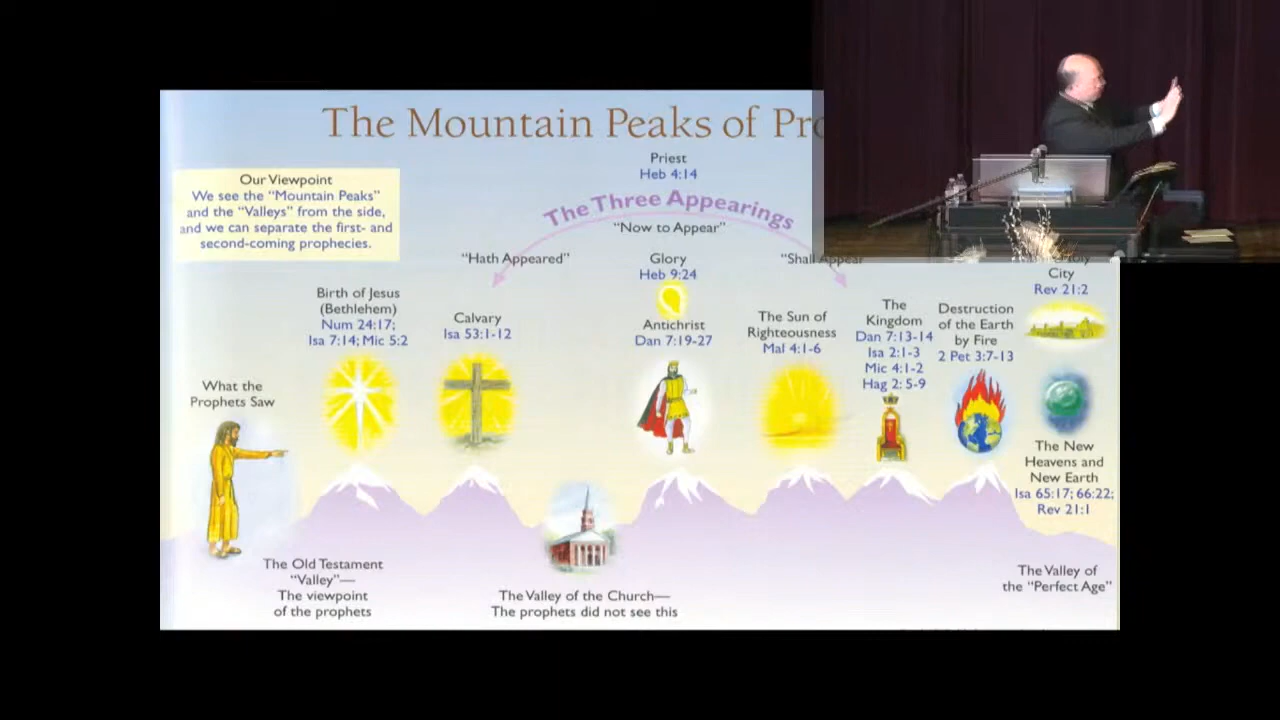 The Mountain Peaks of
Our Viewpoint
We see the "Mountain Peaks"
and the "Valleys" from the side,
and we can separate the first- and
second-coming prophecies.
Priest
Heb 4:14
The Three Appearings
"Now to Appear"
"Hath Appeared"
Glory
Heb 9:24
"Shall Appear
City
Rev 21:2
Birth of Jesus
(Bethlehem)
Num 24:17;
Isa 7:14; Mic 5:2
Calvary
Isa 53:1-12
Antichrist
Dan 7:19-27
The Sun of
Righteousness
Mal 4:1-6
The
Kingdom
Dan 7:13-14
Isa 2:1-3
Mic 4:1-2
Hag 2: 5-9
Destruction
of the Earth
by Fire
2 Pet 3:7-13
What the
Prophets Saw
The New
Heavens and
New Earth
Isa 65:17; 66:22;
Rev 21:1
The Old Testament
"Valley"—
The viewpoint
of the prophets
The Valley of the Church—
The prophets did not see this
The Valley of
the "Perfect Age"